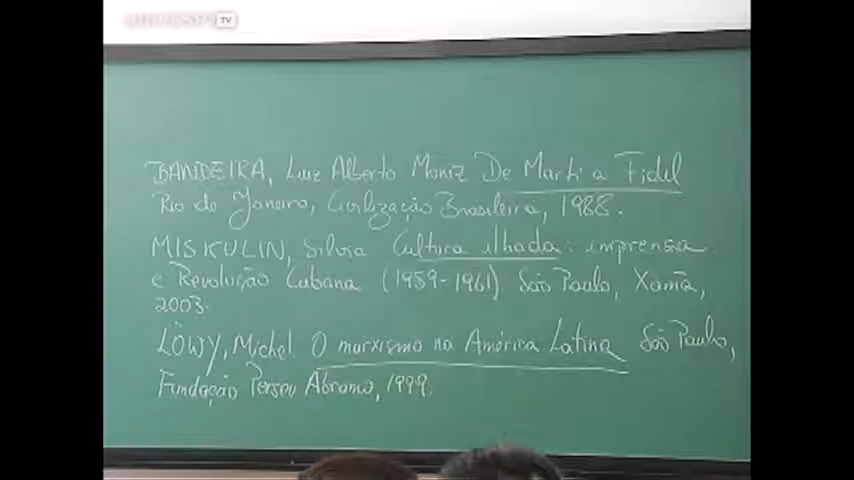 UNIVESP TV
BANDEIRA, Luiz Alberto Moniz De Martí a Fidel
Rio de Janeiro, Civilização Brasileira, 1988.
MISKULIN, Silvia Cultura ilhada: imprensa
e Revolução Cubana (1959-1961) São Paulo, Xamã,
2003.
LÖWY, Michel O marxismo na América Latina São Paulo,
Fundação Perseu Abramo, 1999.